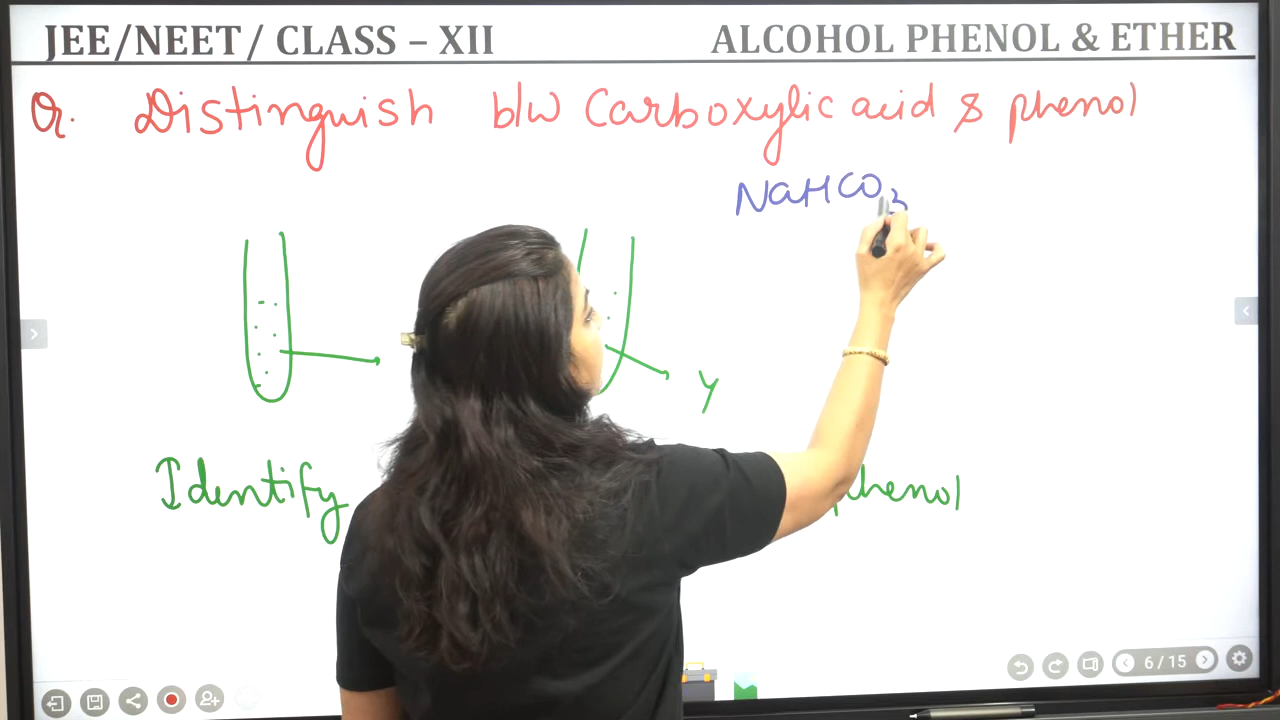 JEE/NEET/ CLASS – XII ALCOHOL PHENOL & ETHER
Q. Distinguish b/w Carboxylic acid & phenol
NaHCO3
Y
Identify phenol
6 / 15